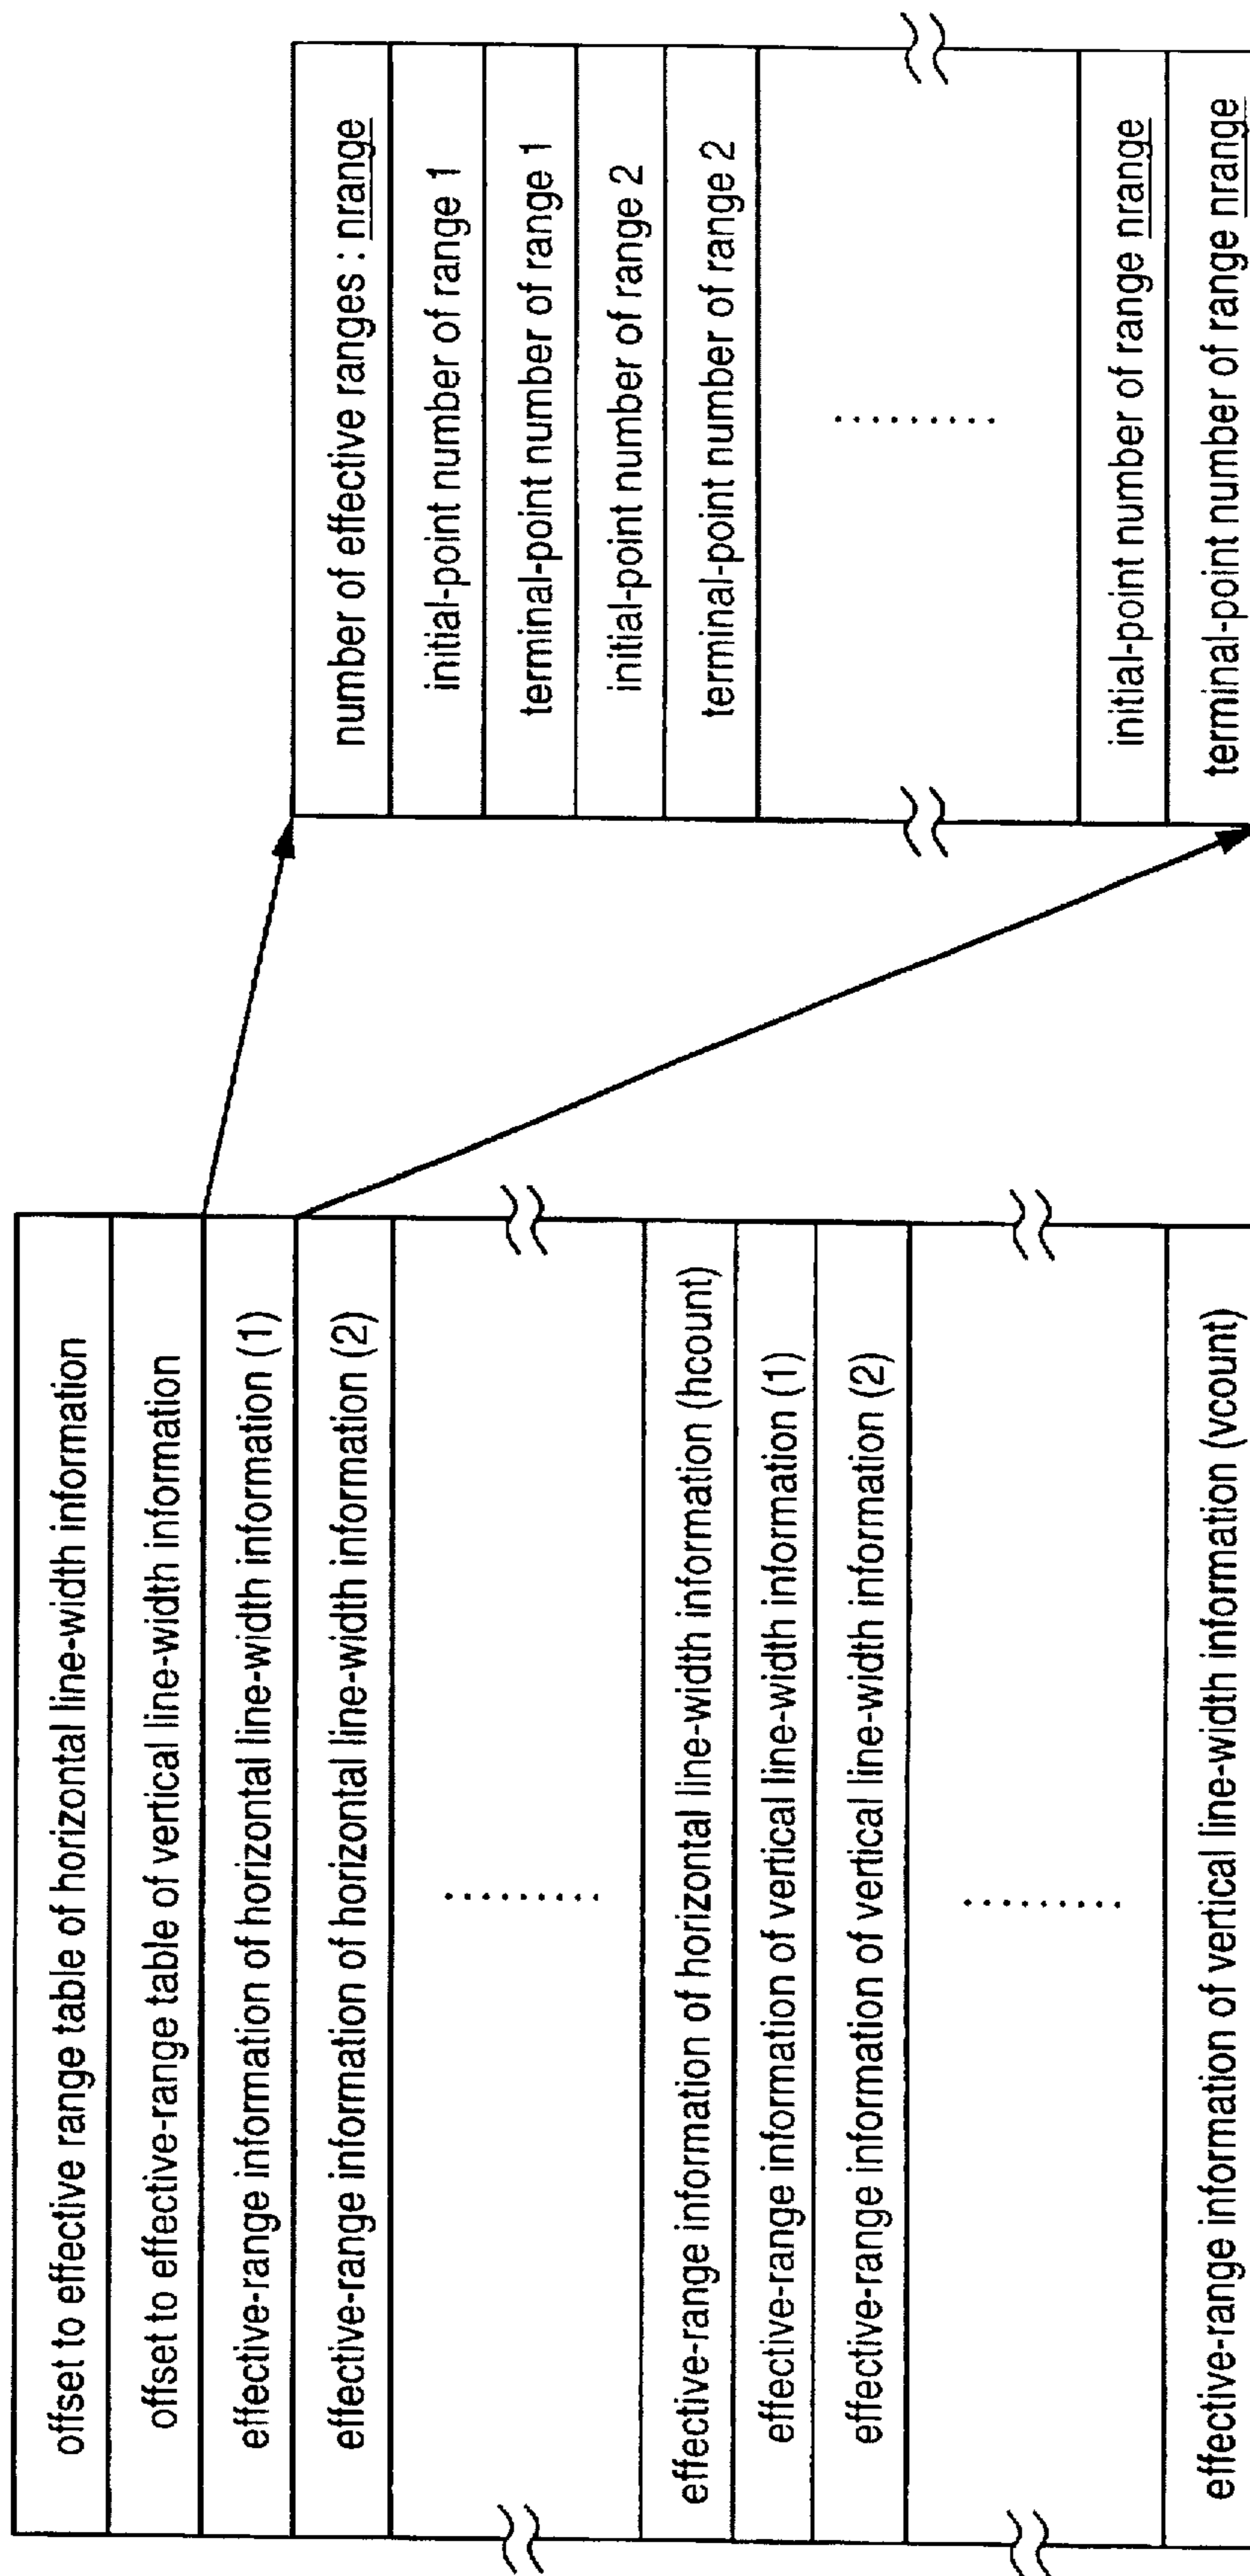 offset to effective range table of horizontal line-width information
offset to effective-range table of vertical line-width information
effective-range information of horizontal line-width information (1)
effective-range information of horizontal line-width information (2)
.........
effective-range information of horizontal line-width information (hcount)
effective-range information of vertical line-width information (1)
effective-range information of vertical line-width information (2)
.........
effective-range information of vertical line-width information (vcount)
number of effective ranges : nrange
initial-point number of range 1
terminal-point number of range 1
initial-point number of range 2
terminal-point number of range 2
.........
initial-point number of range nrange
terminal-point number of range nrange